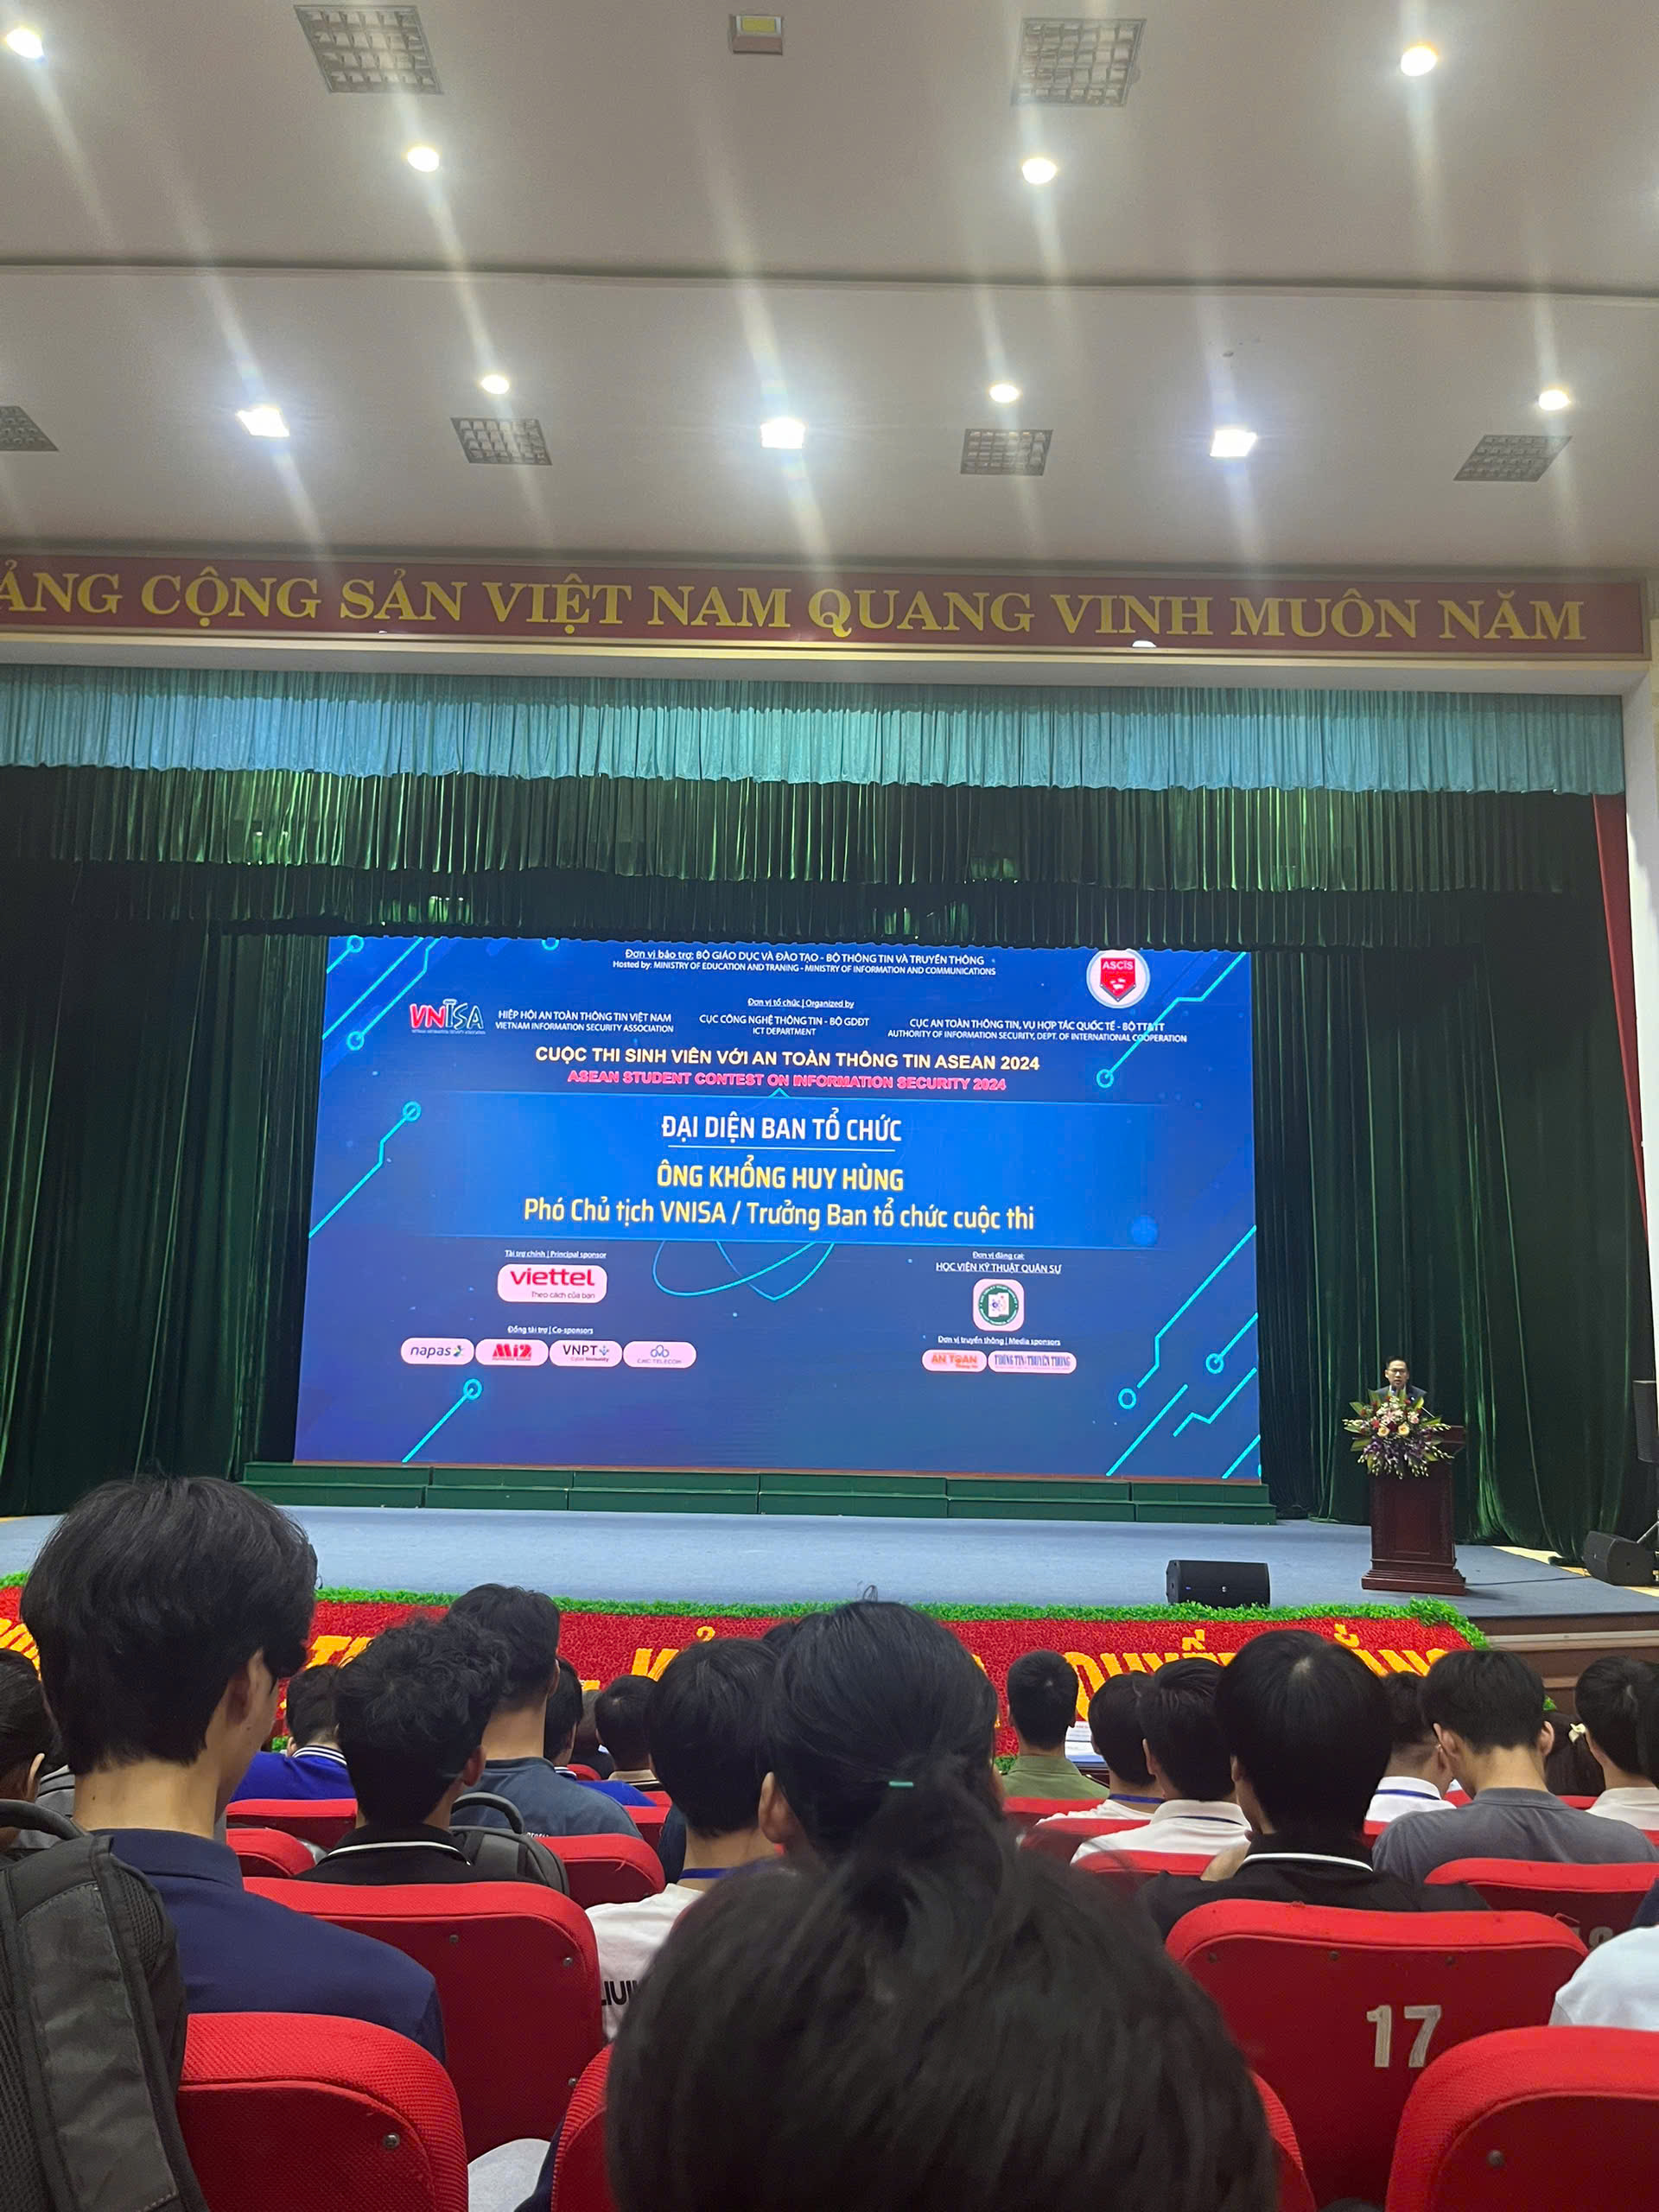 ẢNG CỘNG SẢN VIỆT NAM QUANG VINH MUÔN NĂM
Đơn vị bảo trợ: BỘ GIÁO DỤC VÀ ĐÀO TẠO - BỘ THÔNG TIN VÀ TRUYỀN THÔNG
Hosted by: MINISTRY OF EDUCATION AND TRANING - MINISTRY OF INFORMATION AND COMMUNICATIONS
ASCIS
Đơn vị tổ chức | Organized by
VNISA
HIỆP HỘI AN TOÀN THÔNG TIN VIỆT NAM
VIETNAM INFORMATION SECURITY ASSOCIATION
CỤC CÔNG NGHỆ THÔNG TIN - BỘ GDĐT
ICT DEPARTMENT
CỤC AN TOÀN THÔNG TIN, VỤ HỢP TÁC QUỐC TẾ - BỘ TT&TT
AUTHORITY OF INFORMATION SECURITY, DEPT. OF INTERNATIONAL COOPERATION
CUỘC THI SINH VIÊN VỚI AN TOÀN THÔNG TIN ASEAN 2024
ASEAN STUDENT CONTEST ON INFORMATION SECURITY 2024
ĐẠI DIỆN BAN TỔ CHỨC
ÔNG KHỔNG HUY HÙNG
Phó Chủ tịch VNISA / Trưởng Ban tổ chức cuộc thi
Tài trợ chính | Principal sponsor
viettel
Theo cách của bạn
Đồng tài trợ | Co-sponsors
napas
Mi2
VNPT
Cyber Immunity
CMC TELECOM
Đơn vị đăng cai:
HỌC VIỆN KỸ THUẬT QUÂN SỰ
Đơn vị truyền thông | Media sponsors
AN TOÀN
THÔNG TIN & TRUYỀN THÔNG
17